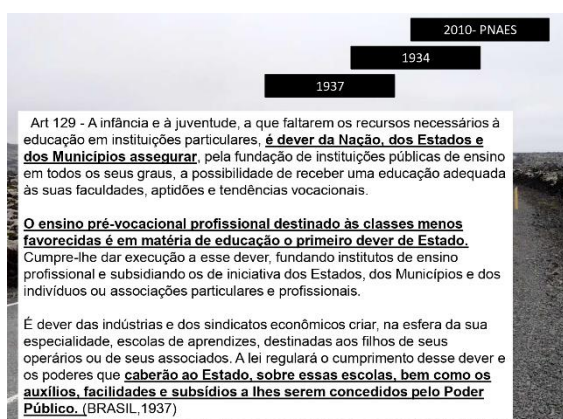 2010- PNAES
1934
1937
Art 129 - A infância e à juventude, a que faltarem os recursos necessários à
educação em instituições particulares, é dever da Nação, dos Estados e
dos Municípios assegurar, pela fundação de instituições públicas de ensino
em todos os seus graus, a possibilidade de receber uma educação adequada
às suas faculdades, aptidões e tendências vocacionais.
O ensino pré-vocacional profissional destinado às classes menos
favorecidas é em matéria de educação o primeiro dever de Estado.
Cumpre-lhe dar execução a esse dever, fundando institutos de ensino
profissional e subsidiando os de iniciativa dos Estados, dos Municípios e dos
indivíduos ou associações particulares e profissionais.
É dever das indústrias e dos sindicatos econômicos criar, na esfera da sua
especialidade, escolas de aprendizes, destinadas aos filhos de seus
operários ou de seus associados. A lei regulará o cumprimento desse dever e
os poderes que caberão ao Estado, sobre essas escolas, bem como os
auxílios, facilidades e subsídios a lhes serem concedidos pelo Poder
Público. (BRASIL,1937)